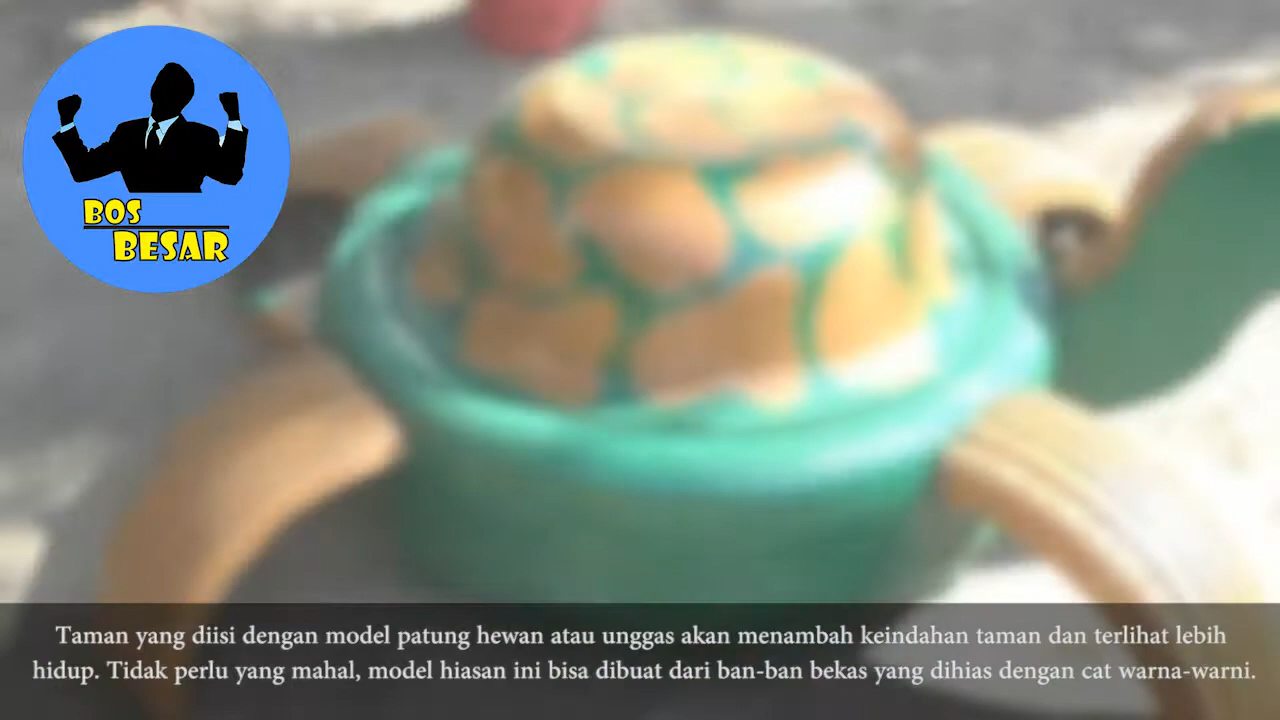 BOS
BESAR
Taman yang diisi dengan model patung hewan atau unggas akan menambah keindahan taman dan terlihat lebih
hidup. Tidak perlu yang mahal, model hiasan ini bisa dibuat dari ban-ban bekas yang dihias dengan cat warna-warni.